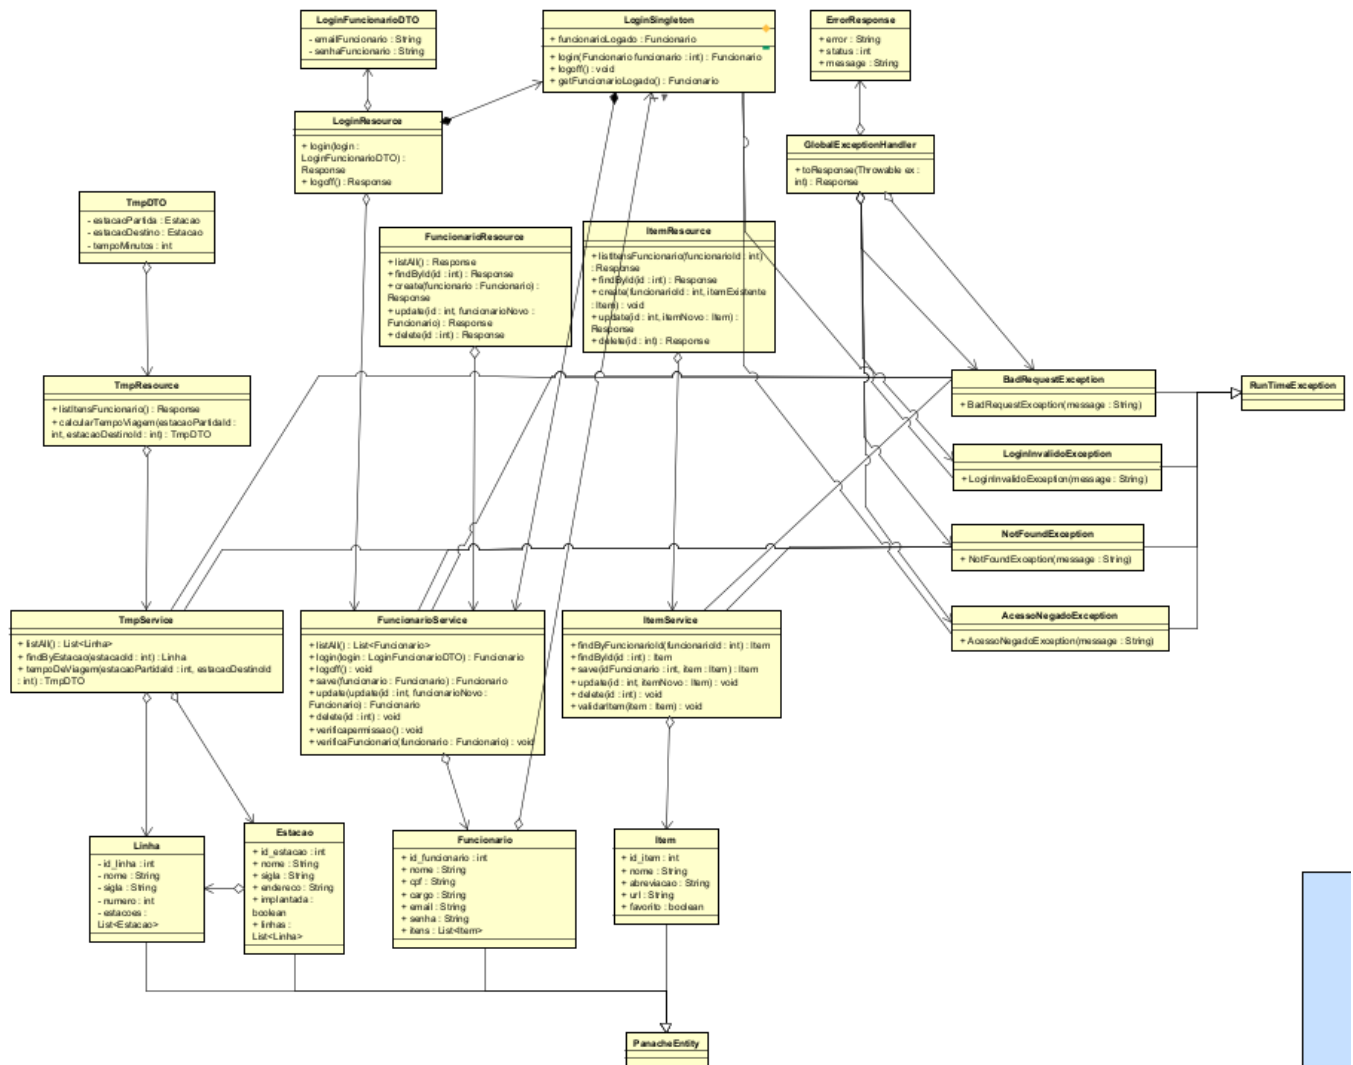 LoginFuncionarioDTO
- emailFuncionario : String
- senhaFuncionario : String
LoginSingleton
+ funcionarioLogado : Funcionario
+ login(Funcionario funcionario : int) : Funcionario
+ logoff() : void
+ getFuncionarioLogado() : Funcionario
ErrorResponse
+ error : String
+ status : int
+ message : String
LoginResource
+ login(login :
LoginFuncionarioDTO) :
Response
+ logoff() : Response
GlobalExceptionHandler
+ toResponse(Throwable ex :
int) : Response
TmpDTO
- estacaoPartida : Estacao
- estacaoDestino : Estacao
- tempoMinutos : int
FuncionarioResource
+ listAll() : Response
+ findById(id : int) : Response
+ create(funcionario : Funcionario) :
Response
+ update(id : int, funcionarioNovo :
Funcionario) : Response
+ delete(id : int) : Response
ItemResource
+ listItensFuncionario(funcionarioId : int)
: Response
+ findById(id : int) : Response
+ create(funcionarioId : int, itemExistente
: Item) : void
+ update(id : int, itemNovo : Item) :
Response
+ delete(id : int) : Response
TmpResource
+ listItensFuncionario() : Response
+ calcularTempoViagem(estacaoPartidaId :
int, estacaoDestinoId : int) : TmpDTO
BadRequestException
+ BadRequestException(message : String)
RunTimeException
LoginInvalidoException
+ LoginInvalidoException(message : String)
NotFoundException
+ NotFoundException(message : String)
AcessoNegadoException
+ AcessoNegadoException(message : String)
TmpService
+ listAll() : List<Linha>
+ findByEstacao(estacaoId : int) : Linha
+ tempoDeViagem(estacaoPartidaId : int, estacaoDestinoId
: int) : TmpDTO
FuncionarioService
+ listAll() : List<Funcionario>
+ login(login : LoginFuncionarioDTO) : Funcionario
+ logoff() : void
+ save(funcionario : Funcionario) : Funcionario
+ update(update(id : int, funcionarioNovo :
Funcionario) : Funcionario
+ delete(id : int) : void
+ verificapermissao() : void
+ verificaFuncionario(funcionario : Funcionario) : void
ItemService
+ findByFuncionarioId(funcionarioId : int) : Item
+ findById(id : int) : Item
+ save(idFuncionario : int, item : Item) : Item
+ update(id : int, itemNovo : Item) : void
+ delete(id : int) : void
+ validarItem(item : Item) : void
Linha
- id_linha : int
- nome : String
- sigla : String
- numero : int
- estacoes :
List<Estacao>
Estacao
+ id_estacao : int
+ nome : String
+ sigla : String
+ endereco : String
+ implantada :
boolean
+ linhas :
List<Linha>
Funcionario
+ id_funcionario : int
+ nome : String
+ cpf : String
+ cargo : String
+ email : String
+ senha : String
+ itens : List<Item>
Item
+ id_item : int
+ nome : String
+ abreviacao : String
+ url : String
+ favorito : boolean
PanacheEntity